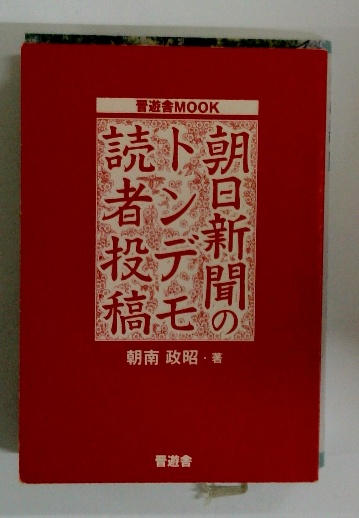 晋遊舎MOOK
朝日新聞の
トンデモ
読者投稿
朝南 政昭・著
晋遊舎